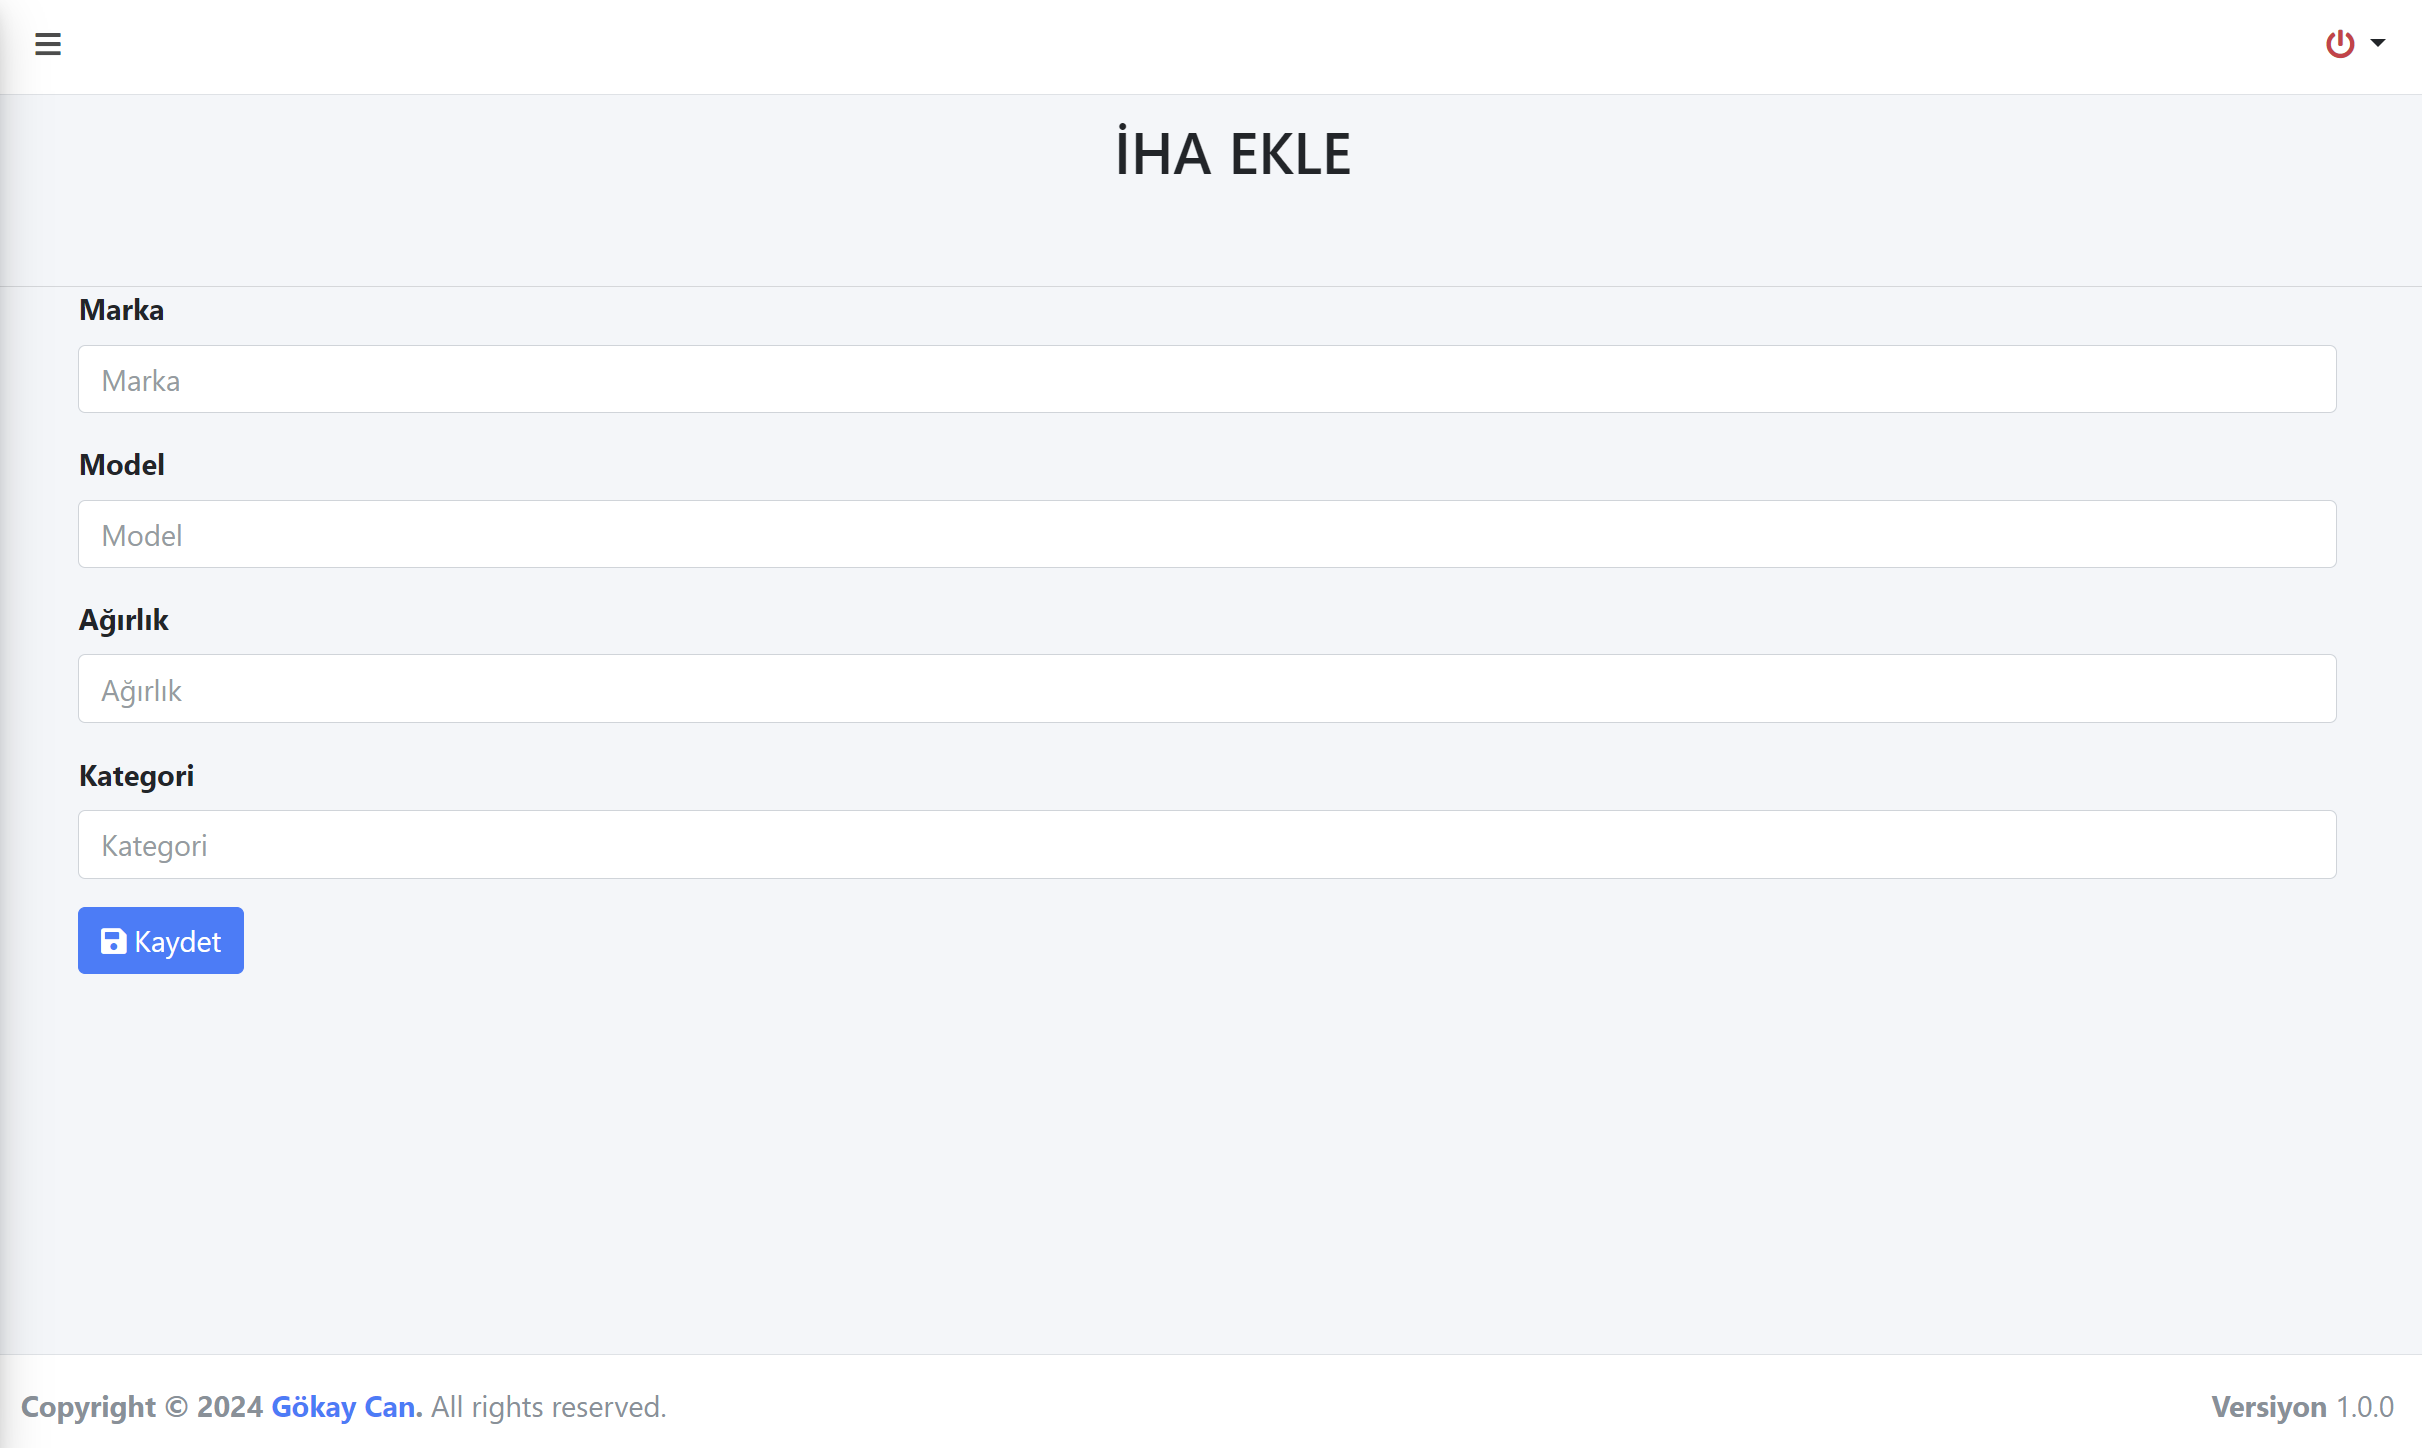 İHA EKLE
Marka
Marka
Model
Model
Ağırlık
Ağırlık
Kategori
Kategori
Kaydet
Copyright © 2024 Gökay Can. All rights reserved.
Versiyon 1.0.0